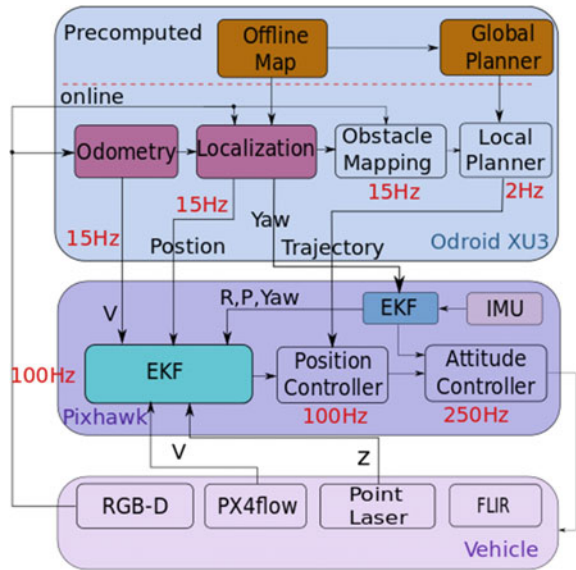 Precomputed
Offline
Map
Global
Planner
online
Odometry
Localization
Obstacle
Mapping
Local
Planner
15Hz
15Hz
15Hz
2Hz
Yaw
Postion
Trajectory
Odroid XU3
V
R,P,Yaw
EKF
IMU
EKF
Position
Controller
Attitude
Controller
100Hz
Pixhawk
100Hz
250Hz
V
Z
RGB-D
PX4flow
Point
Laser
FLIR
Vehicle